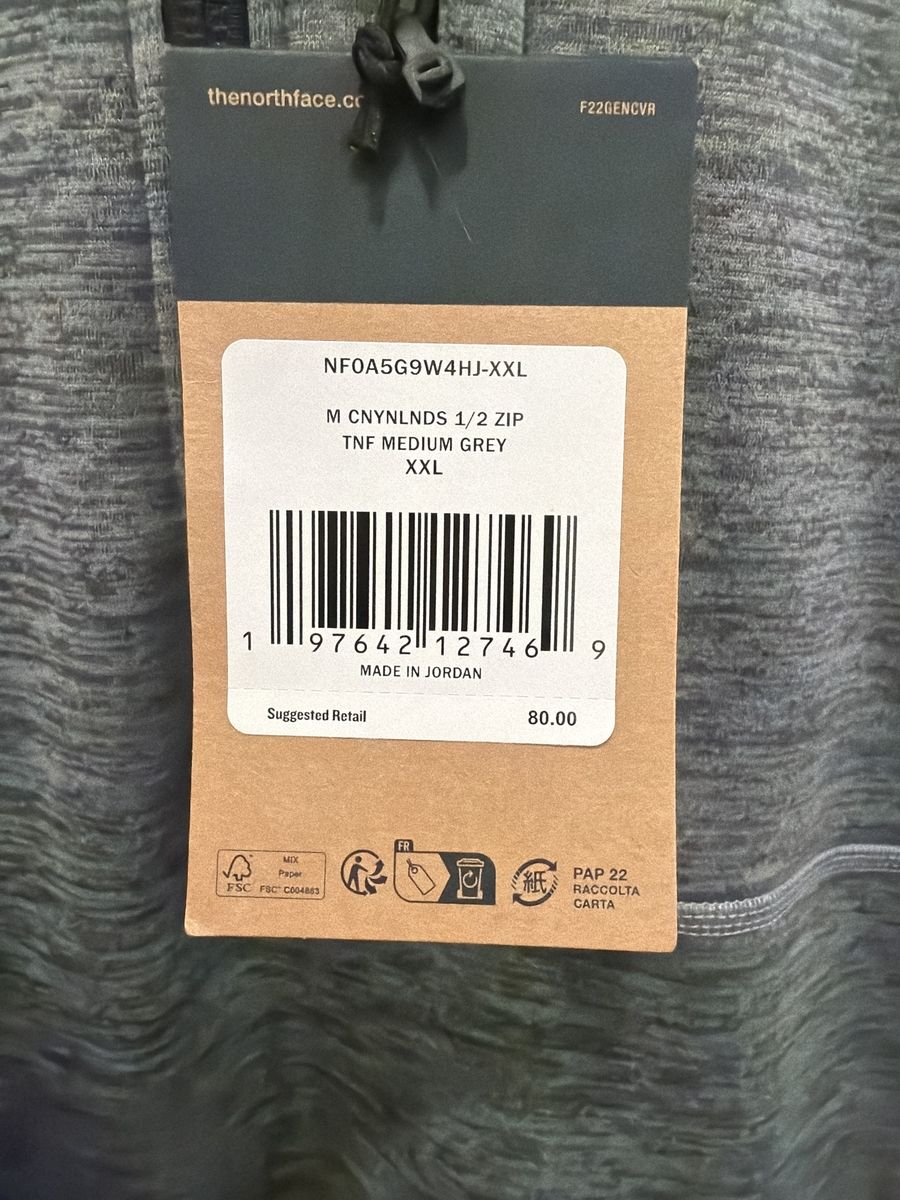 thenorthface.co
F22GENCVR
NF0A5G9W4HJ-XXL
M CNYNLNDS 1/2 ZIP
TNF MEDIUM GREY
XXL
1 97642 12746 9
MADE IN JORDAN
Suggested Retail 80.00
FR
FSC
MIX
Paper
FSC® C004863
紙
PAP 22
RACCOLTA
CARTA